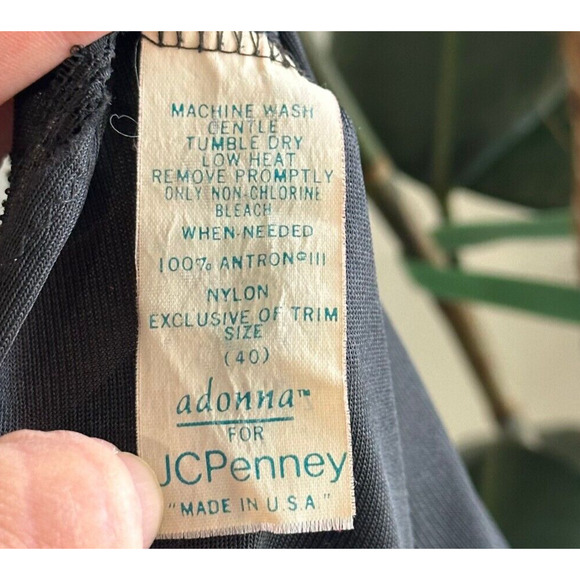 MACHINE WASH
GENTLE
TUMBLE DRY
LOW HEAT
REMOVE PROMPTLY
ONLY NON-CHLORINE
BLEACH
WHEN NEEDED
100% ANTRON® III
NYLON
EXCLUSIVE OF TRIM
SIZE
(40)
adonna™
FOR
JCPenney
"MADE IN U.S.A"